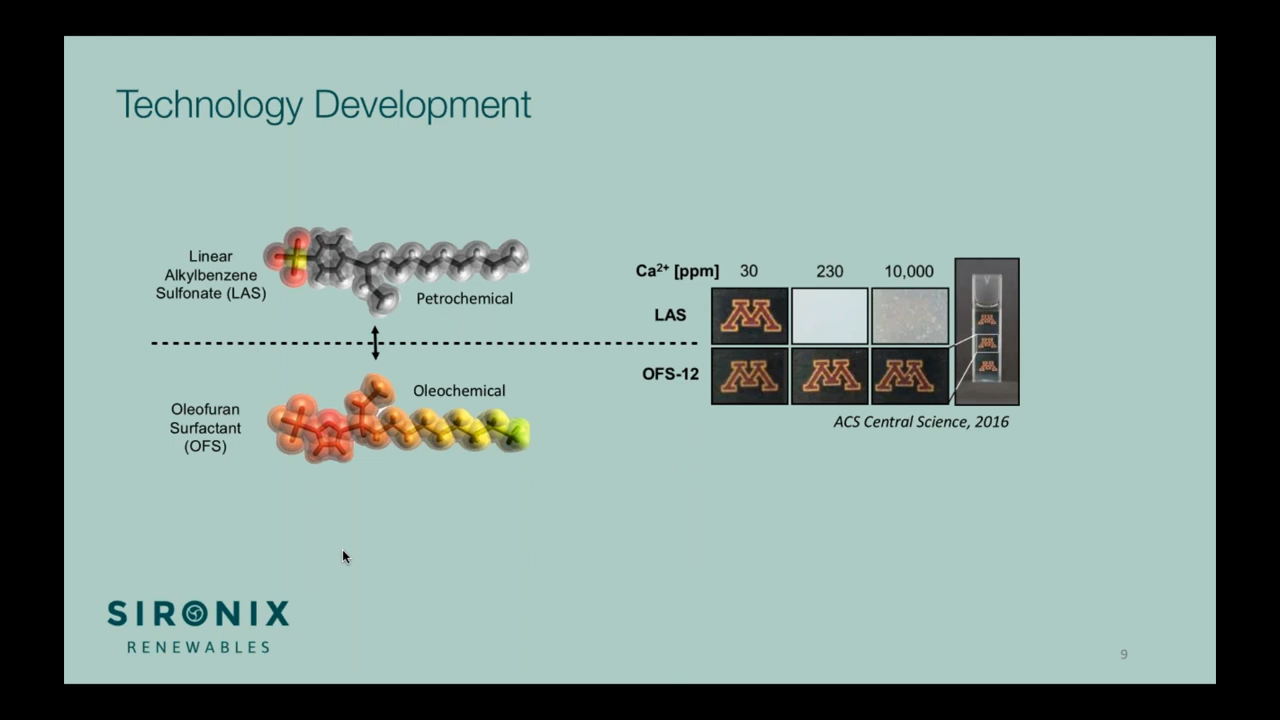 Technology Development
Linear
Alkylbenzene
Sulfonate (LAS)
Petrochemical
Oleochemical
Oleofuran
Surfactant
(OFS)
Ca²⁺ [ppm] 30 230 10,000
LAS
OFS-12
ACS Central Science, 2016
SIRONIX
RENEWABLES
9